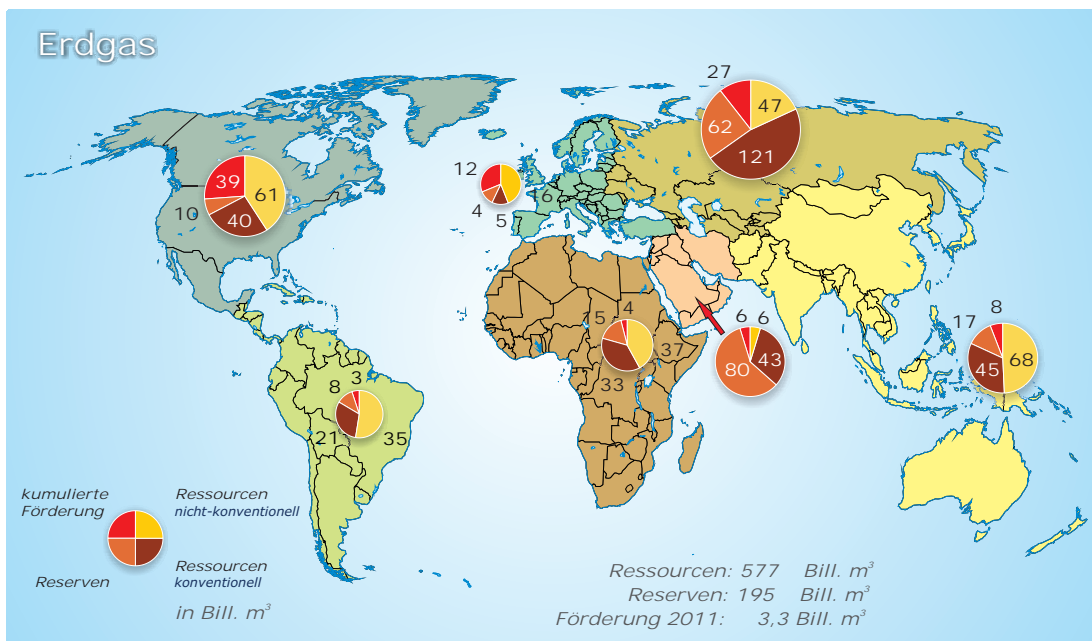 Erdgas
27
47
62
121
12
16
4
5
39
61
10
40
15
4
37
33
6
6
43
80
8
17
68
45
3
8
21
35
kumulierte
Förderung
Ressourcen
nicht-konventionell
Reserven
Ressourcen
konventionell
in Bill. m³
Ressourcen: 577 Bill. m³
Reserven: 195 Bill. m³
Förderung 2011: 3,3 Bill. m³